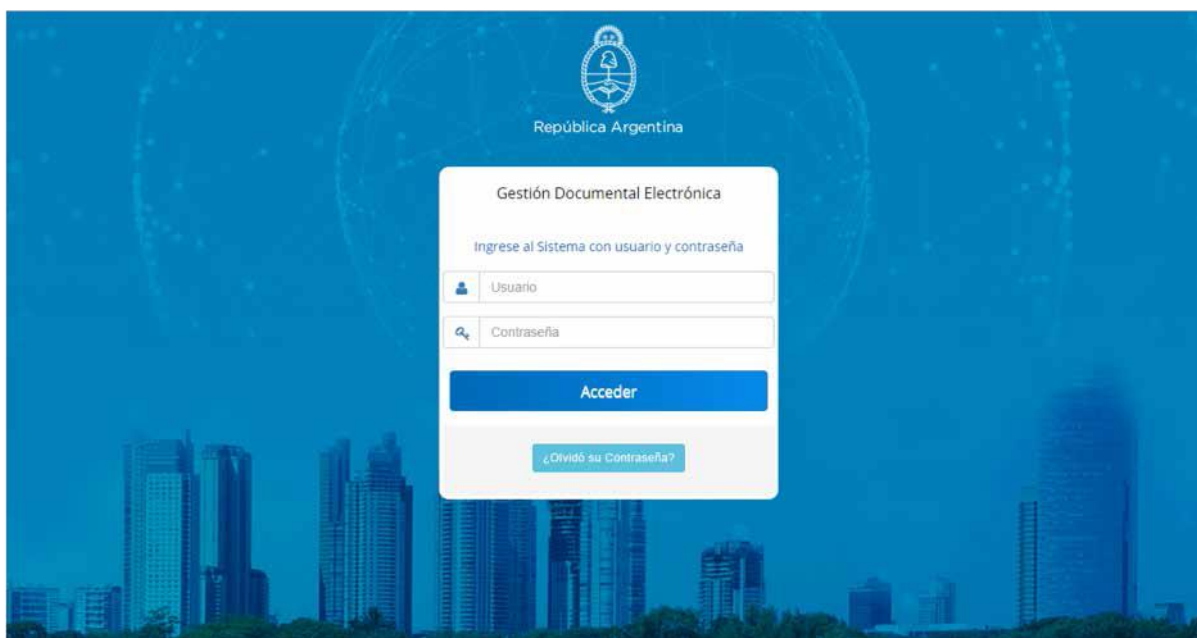 República Argentina
Gestión Documental Electrónica
Ingrese al Sistema con usuario y contraseña
Usuario
Contraseña
Acceder
¿Olvidó su Contraseña?